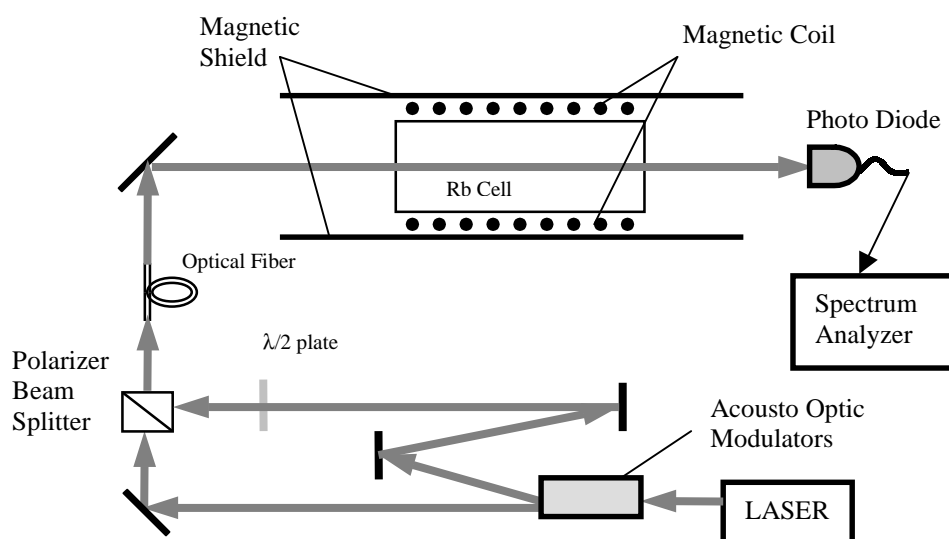 Magnetic
Shield
Magnetic Coil
Photo Diode
Rb Cell
Optical Fiber
Spectrum
Analyzer
λ/2 plate
Polarizer
Beam
Splitter
Acousto Optic
Modulators
LASER